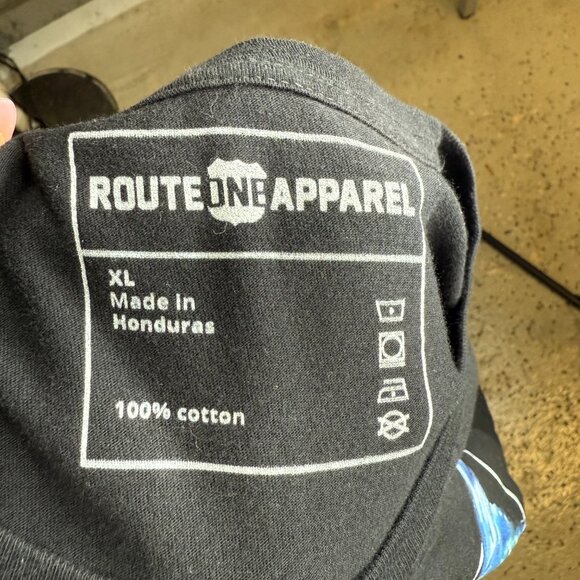 ROUTE ONE APPAREL
XL
Made in
Honduras
100% cotton